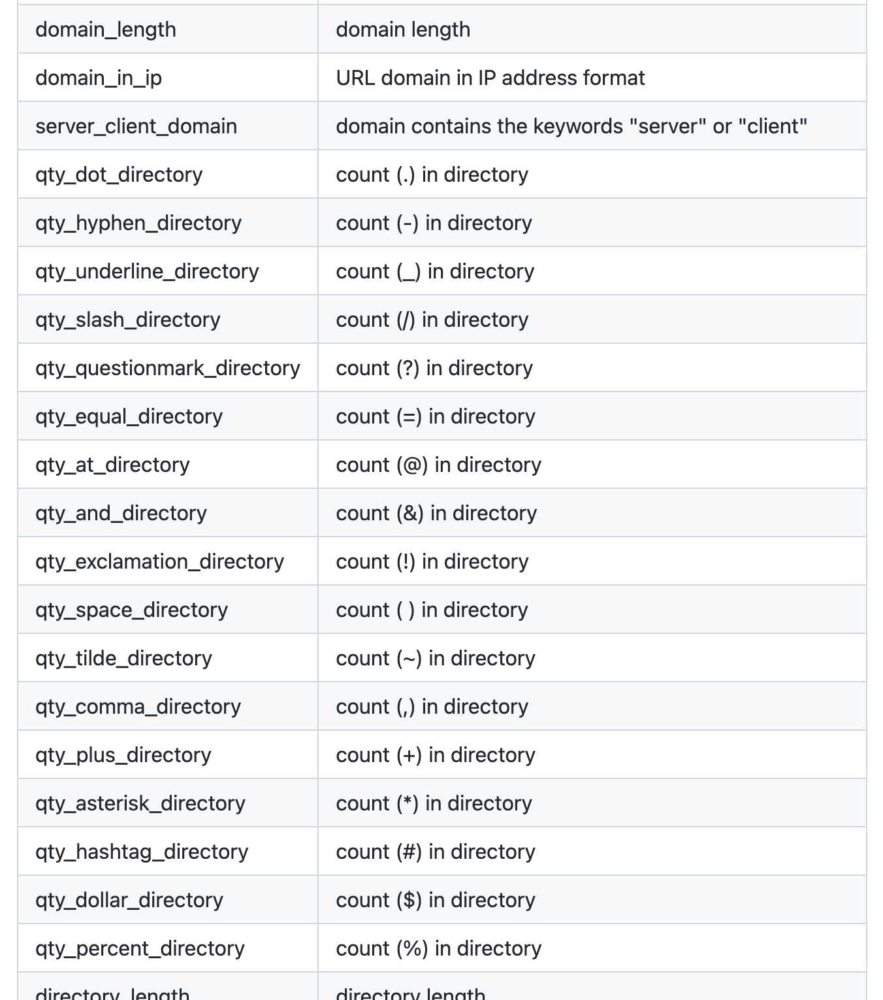 domain_length domain length
domain_in_ip URL domain in IP address format
server_client_domain domain contains the keywords "server" or "client"
qty_dot_directory count (.) in directory
qty_hyphen_directory count (-) in directory
qty_underline_directory count (_) in directory
qty_slash_directory count (/) in directory
qty_questionmark_directory count (?) in directory
qty_equal_directory count (=) in directory
qty_at_directory count (@) in directory
qty_and_directory count (&) in directory
qty_exclamation_directory count (!) in directory
qty_space_directory count ( ) in directory
qty_tilde_directory count (~) in directory
qty_comma_directory count (,) in directory
qty_plus_directory count (+) in directory
qty_asterisk_directory count (*) in directory
qty_hashtag_directory count (#) in directory
qty_dollar_directory count ($) in directory
qty_percent_directory count (%) in directory
directory_length directory length